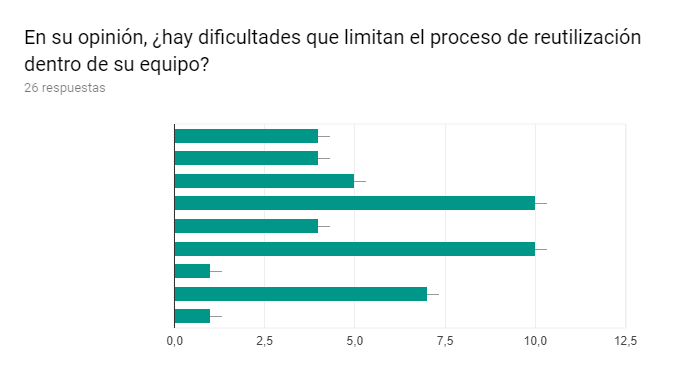 En su opinión, ¿hay dificultades que limitan el proceso de reutilización
dentro de su equipo?
26 respuestas
0,0 2,5 5,0 7,5 10,0 12,5